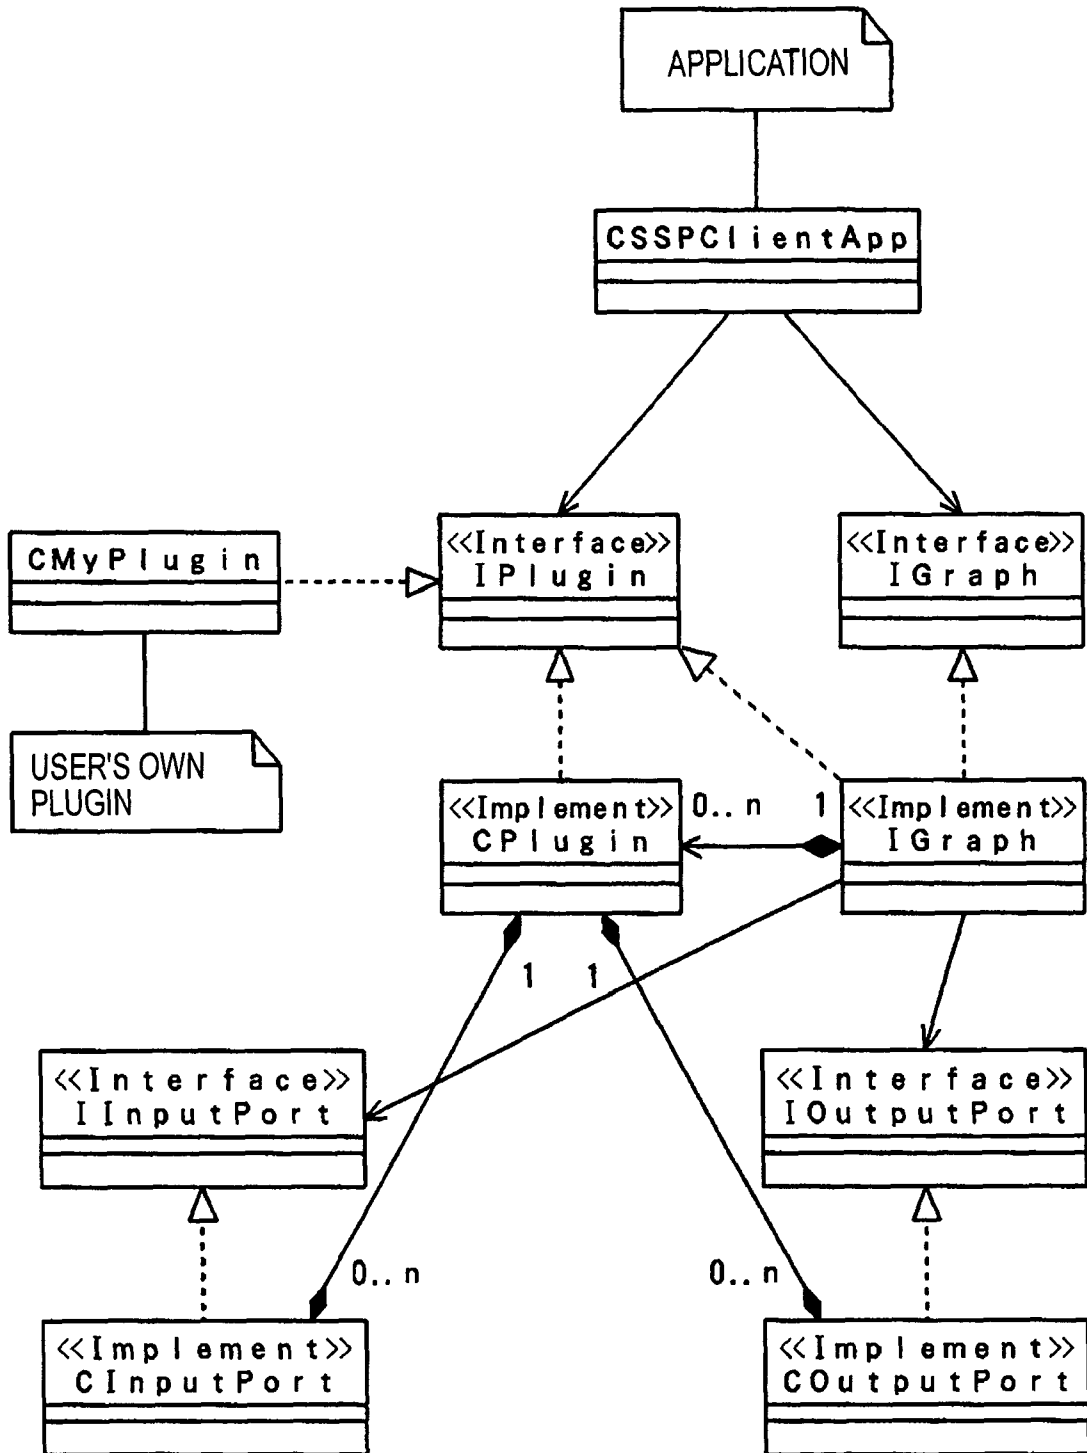 APPLICATION
CSSPClientApp
<<Interface>>
IPlugin
<<Interface>>
IGraph
CMyPlugin
USER'S OWN
PLUGIN
<<Implement>>
CPlugin
0..n
1
<<Implement>>
IGraph
1
1
<<Interface>>
IInputPort
<<Interface>>
IOutputPort
0..n
0..n
<<Implement>>
CInputPort
<<Implement>>
COutputPort